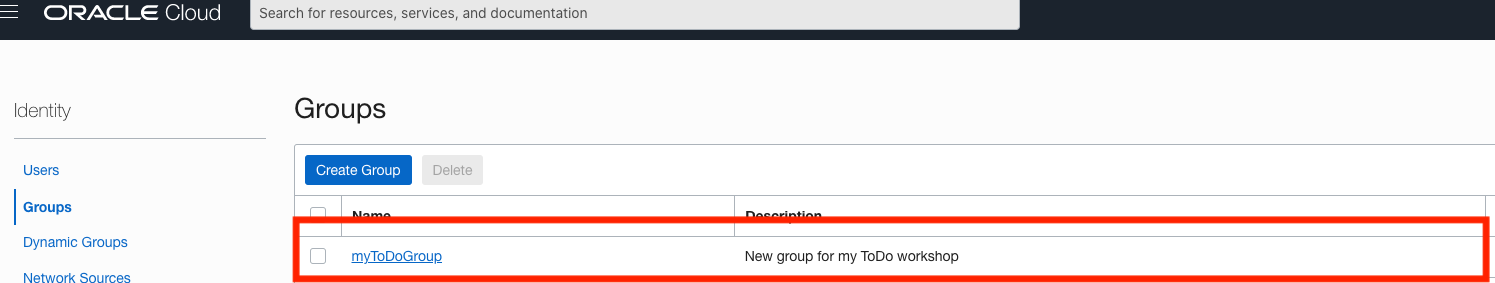 ORACLE Cloud
Search for resources, services, and documentation
Identity
Users
Groups
Dynamic Groups
Network Sources
Groups
Create Group
Delete
Name
Description
myToDoGroup
New group for my ToDo workshop